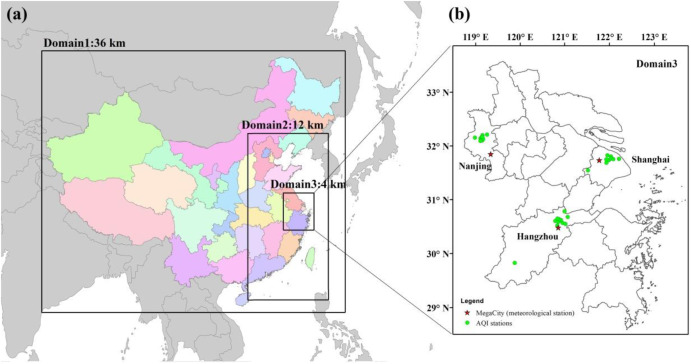 (a)
Domain1:36 km
Domain2:12 km
Domain3:4 km
(b)
119° E 120° E 121° E 122° E 123° E
Domain3
33° N
32° N
31° N
30° N
29° N
Nanjing
Shanghai
Hangzhou
Legend
MegaCity (meteorological station)
AQI stations